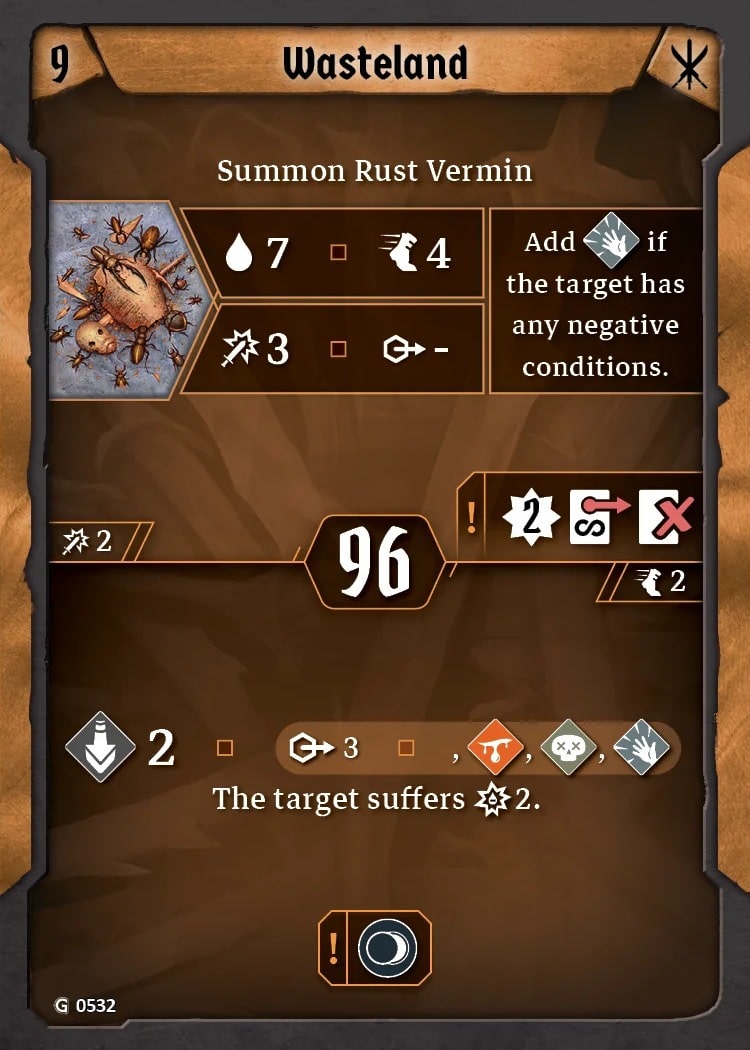 9
Wasteland
Summon Rust Vermin
7 4
3 -
Add if
the target has
any negative
conditions.
! 2
2
96
2
2 3 , , ,
The target suffers 2.
!
G 0532